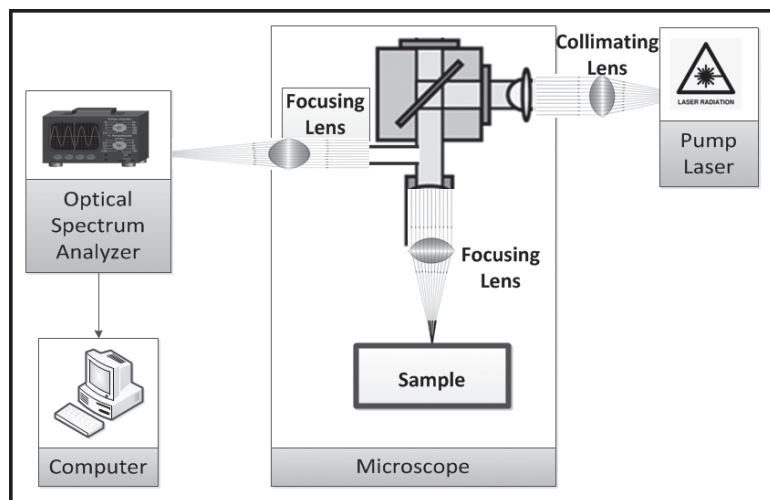 Collimating
Lens
Focusing
Lens
LASER RADIATION
Pump
Laser
Optical
Spectrum
Analyzer
Focusing
Lens
Sample
Computer
Microscope